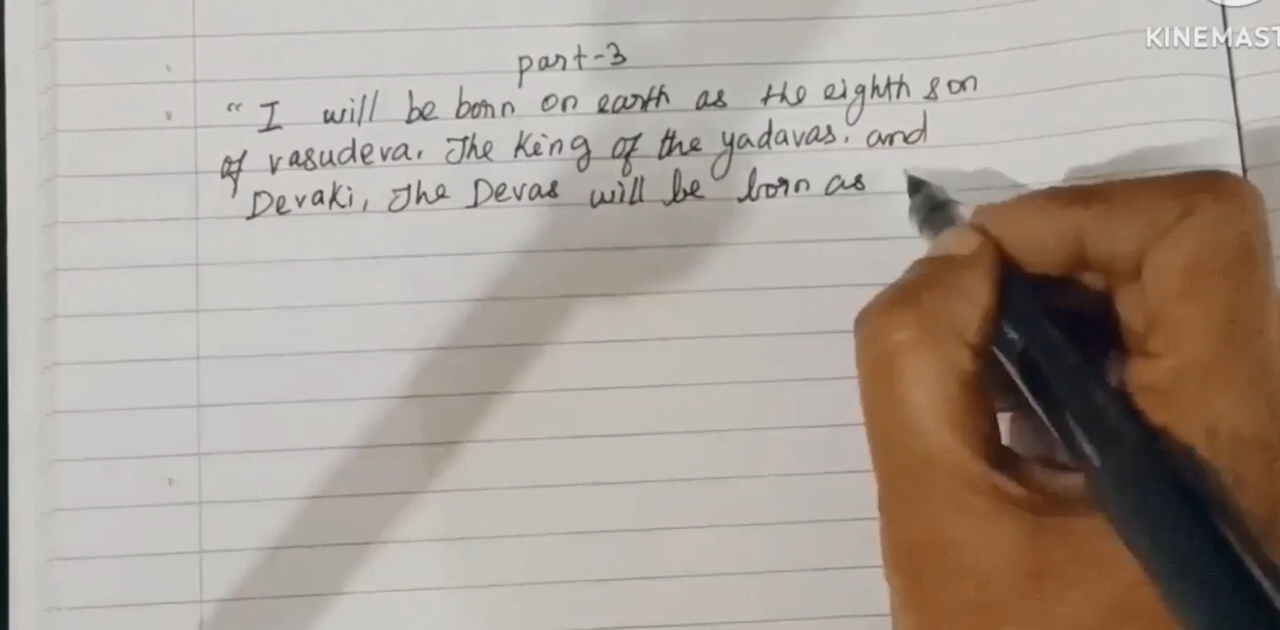 KINEMAST
part-3
“ I will be born on earth as the eighth son
of vasudeva. The King of the yadavas. and
Devaki, The Devas will be born as